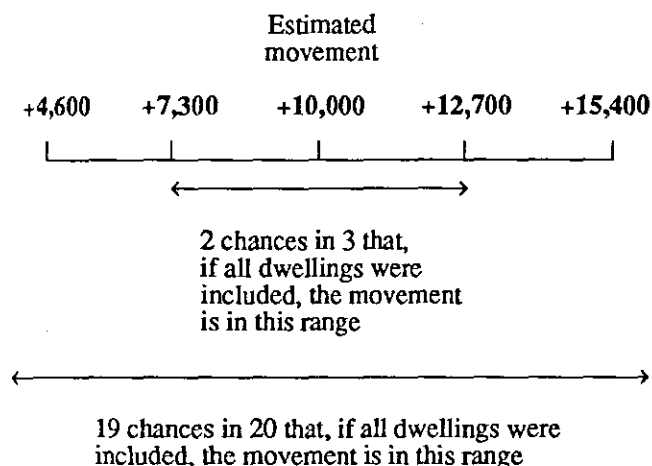 Estimated
movement
+4,600 +7,300 +10,000 +12,700 +15,400
2 chances in 3 that,
if all dwellings were
included, the movement
is in this range
19 chances in 20 that, if all dwellings were
included, the movement is in this range